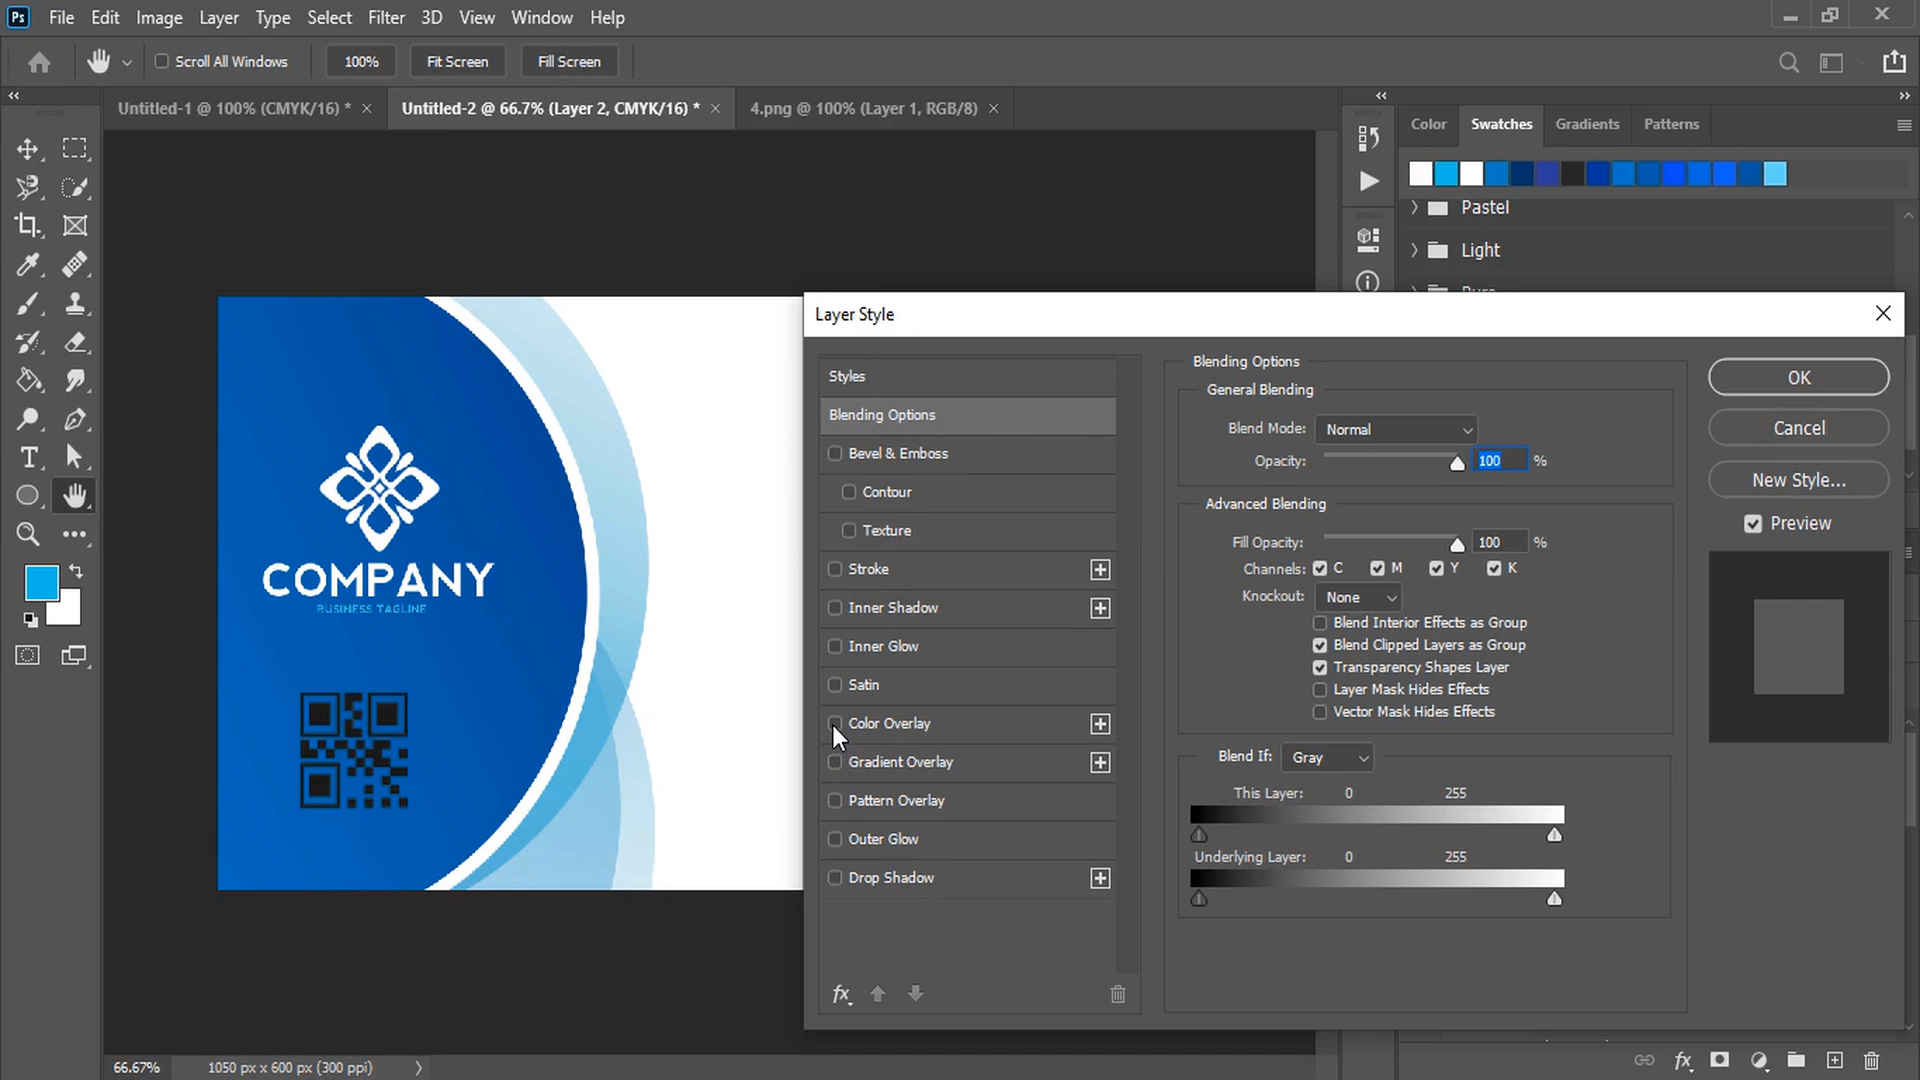 Ps File Edit Image Layer Type Select Filter 3D View Window Help
Scroll All Windows 100% Fit Screen Fill Screen
Untitled-1 @ 100% (CMYK/16) * Untitled-2 @ 66.7% (Layer 2, CMYK/16) * 4.png @ 100% (Layer 1, RGB/8)
Color Swatches Gradients Patterns
Pastel
Light
Layer Style
Styles
Blending Options
Bevel & Emboss
Contour
Texture
Stroke
Inner Shadow
Inner Glow
Satin
Color Overlay
Gradient Overlay
Pattern Overlay
Outer Glow
Drop Shadow
fx
Blending Options
General Blending
Blend Mode: Normal
Opacity: 100 %
Advanced Blending
Fill Opacity: 100 %
Channels: C M Y K
Knockout: None
Blend Interior Effects as Group
Blend Clipped Layers as Group
Transparency Shapes Layer
Layer Mask Hides Effects
Vector Mask Hides Effects
Blend If: Gray
This Layer: 0 255
Underlying Layer: 0 255
OK
Cancel
New Style...
Preview
COMPANY
BUSINESS TAGLINE
T
66.67% 1050 px x 600 px (300 ppi)
fx